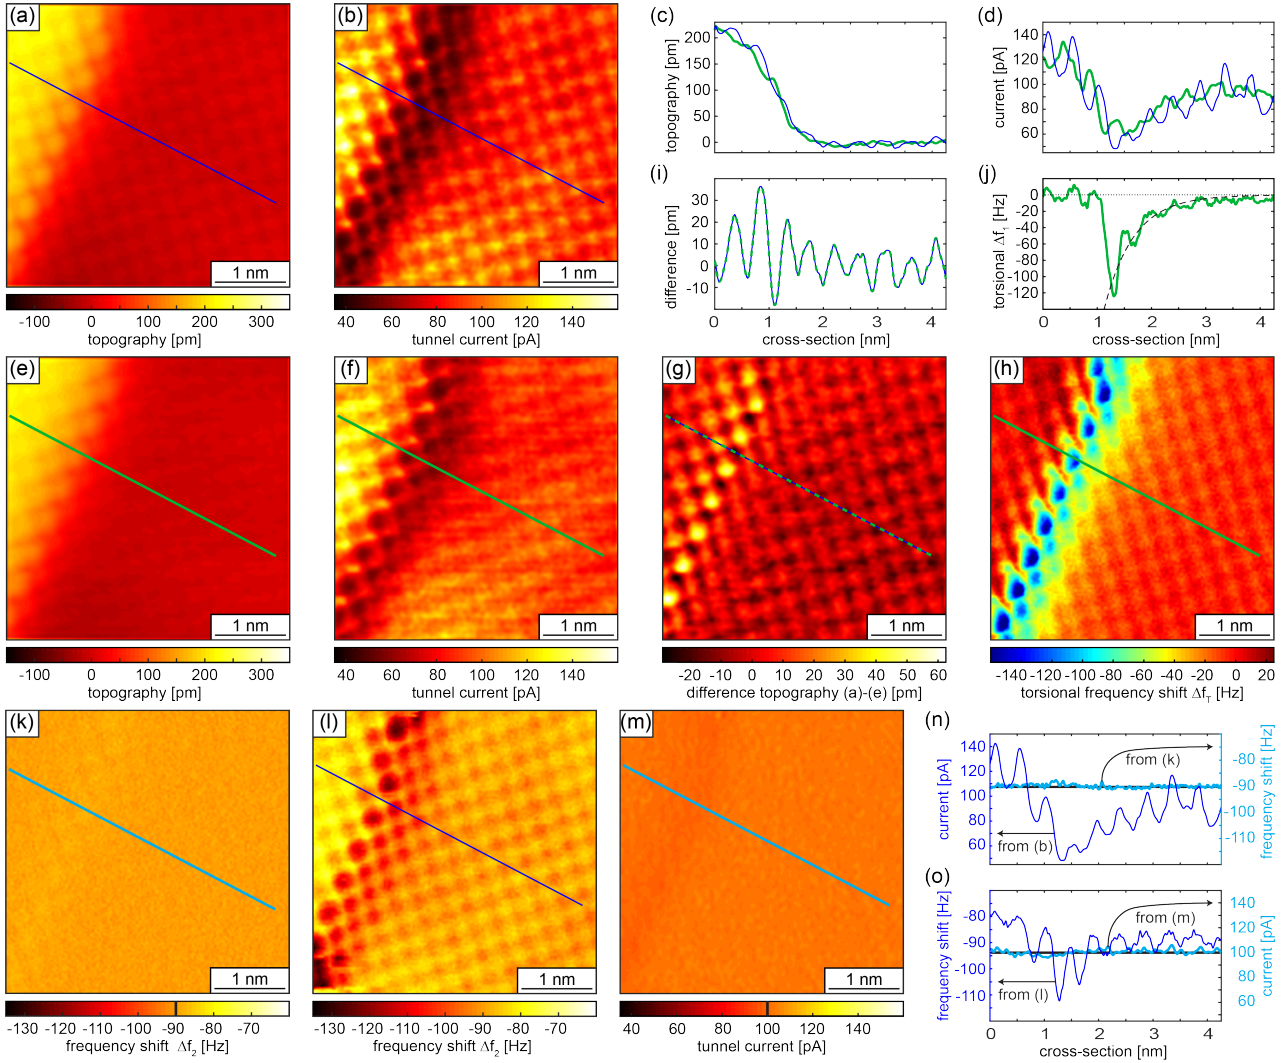 (a)
1 nm
-100 0 100 200 300
topography [pm]
(b)
1 nm
40 60 80 100 120 140
tunnel current [pA]
(c)
topography [pm]
200
150
100
50
0
(d)
current [pA]
140
120
100
80
60
(i)
difference [pm]
30
20
10
0
-10
0 1 2 3 4
cross-section [nm]
(j)
torsional Δf₁ [Hz]
0
-20
-40
-60
-80
-100
-120
0 1 2 3 4
cross-section [nm]
(e)
1 nm
-100 0 100 200 300
topography [pm]
(f)
1 nm
40 60 80 100 120 140
tunnel current [pA]
(g)
1 nm
-20 -10 0 10 20 30 40 50 60
difference topography (a)-(e) [pm]
(h)
1 nm
-140 -120 -100 -80 -60 -40 -20 0 20
torsional frequency shift Δf_T [Hz]
(k)
1 nm
-130 -120 -110 -100 -90 -80 -70
frequency shift Δf₂ [Hz]
(l)
1 nm
-130 -120 -110 -100 -90 -80 -70
frequency shift Δf₂ [Hz]
(m)
1 nm
40 60 80 100 120 140
tunnel current [pA]
(n)
current [pA]
140
120
100
80
60
from (k)
from (b)
-75
-90
-100
-110
frequency shift [Hz]
(o)
frequency shift [Hz]
-80
-90
-95
-100
-110
from (m)
from (l)
140
120
100
80
60
current [pA]
0 1 2 3 4
cross-section [nm]